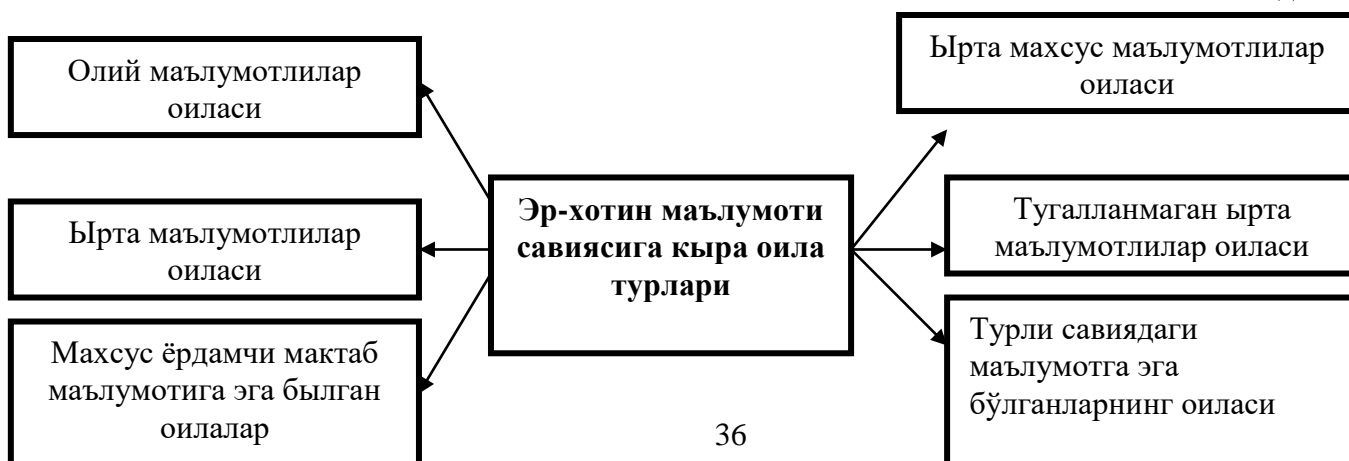 Олий маълумотлилар
оиласи
Ырта махсус маълумотлилар
оиласи
Эр-хотин маълумоти
савиясига кыра оила
турлари
Ырта маълумотлилар
оиласи
Тугалланмаган ырта
маълумотлилар оиласи
Махсус ёрдамчи мактаб
маълумотига эга былган
оилалар
Турли савиядаги
маълумотга эга
бўлганларнинг оиласи
36